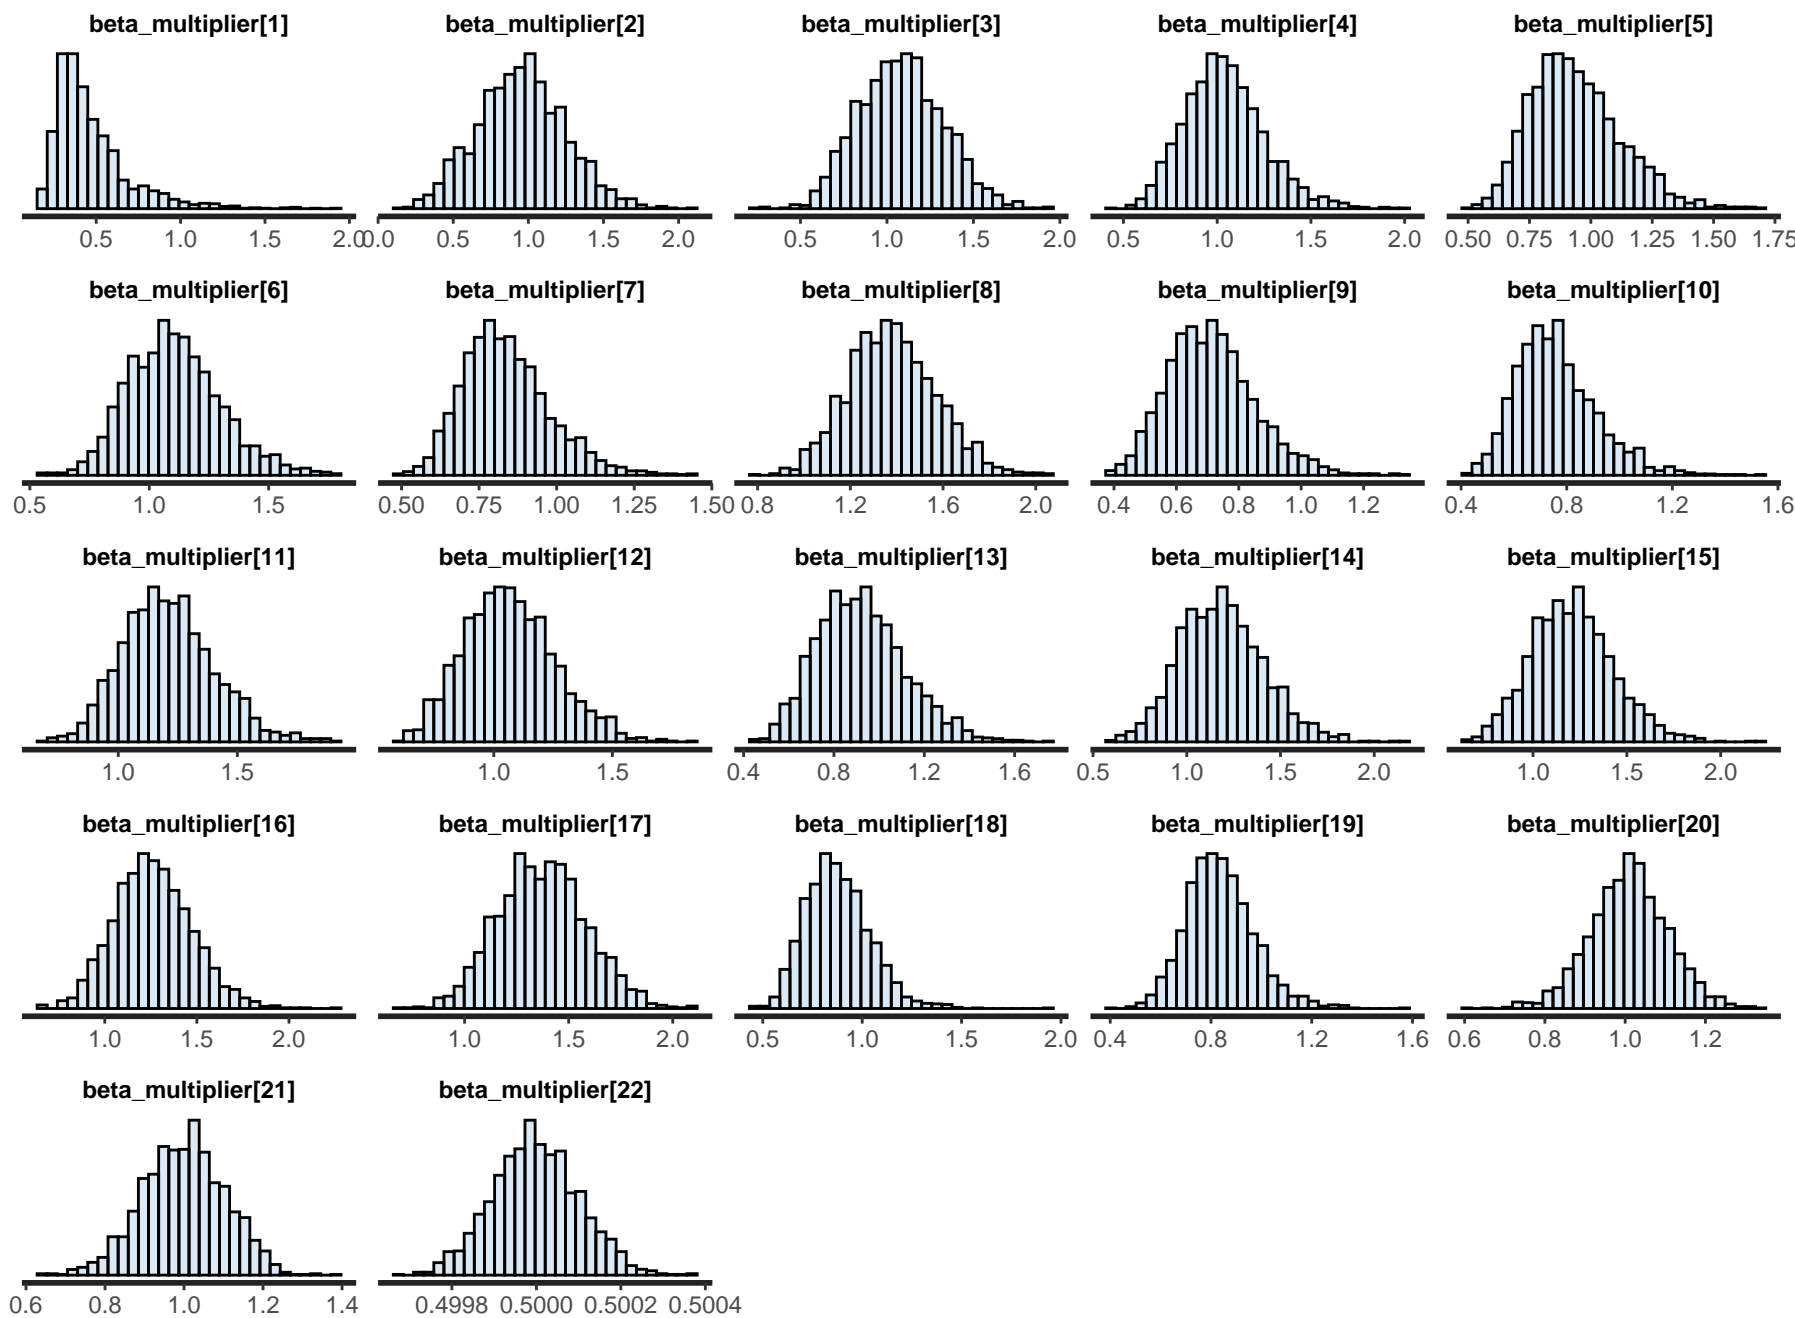 beta_multiplier[1] beta_multiplier[2] beta_multiplier[3] beta_multiplier[4] beta_multiplier[5]
0.5 1.0 1.5 2.0 0.0 0.5 1.0 1.5 2.0 0.5 1.0 1.5 2.0 0.5 1.0 1.5 2.0 0.50 0.75 1.00 1.25 1.50 1.75
beta_multiplier[6] beta_multiplier[7] beta_multiplier[8] beta_multiplier[9] beta_multiplier[10]
0.5 1.0 1.5 0.50 0.75 1.00 1.25 1.50 0.8 1.2 1.6 2.0 0.4 0.6 0.8 1.0 1.2 0.4 0.8 1.2 1.6
beta_multiplier[11] beta_multiplier[12] beta_multiplier[13] beta_multiplier[14] beta_multiplier[15]
1.0 1.5 1.0 1.5 0.4 0.8 1.2 1.6 0.5 1.0 1.5 2.0 1.0 1.5 2.0
beta_multiplier[16] beta_multiplier[17] beta_multiplier[18] beta_multiplier[19] beta_multiplier[20]
1.0 1.5 2.0 1.0 1.5 2.0 0.5 1.0 1.5 2.0 0.4 0.8 1.2 1.6 0.6 0.8 1.0 1.2
beta_multiplier[21] beta_multiplier[22]
0.6 0.8 1.0 1.2 1.4 0.4998 0.5000 0.5002 0.5004